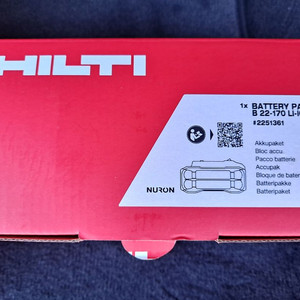 HILTI
1x BATTERY PA
B 22-170 Li-I
#2251361
Akkupaket
Bloc accu.
Pacco batterie
Accupak
Bloque de bater
Batteripakke
Batteripaket
NURON